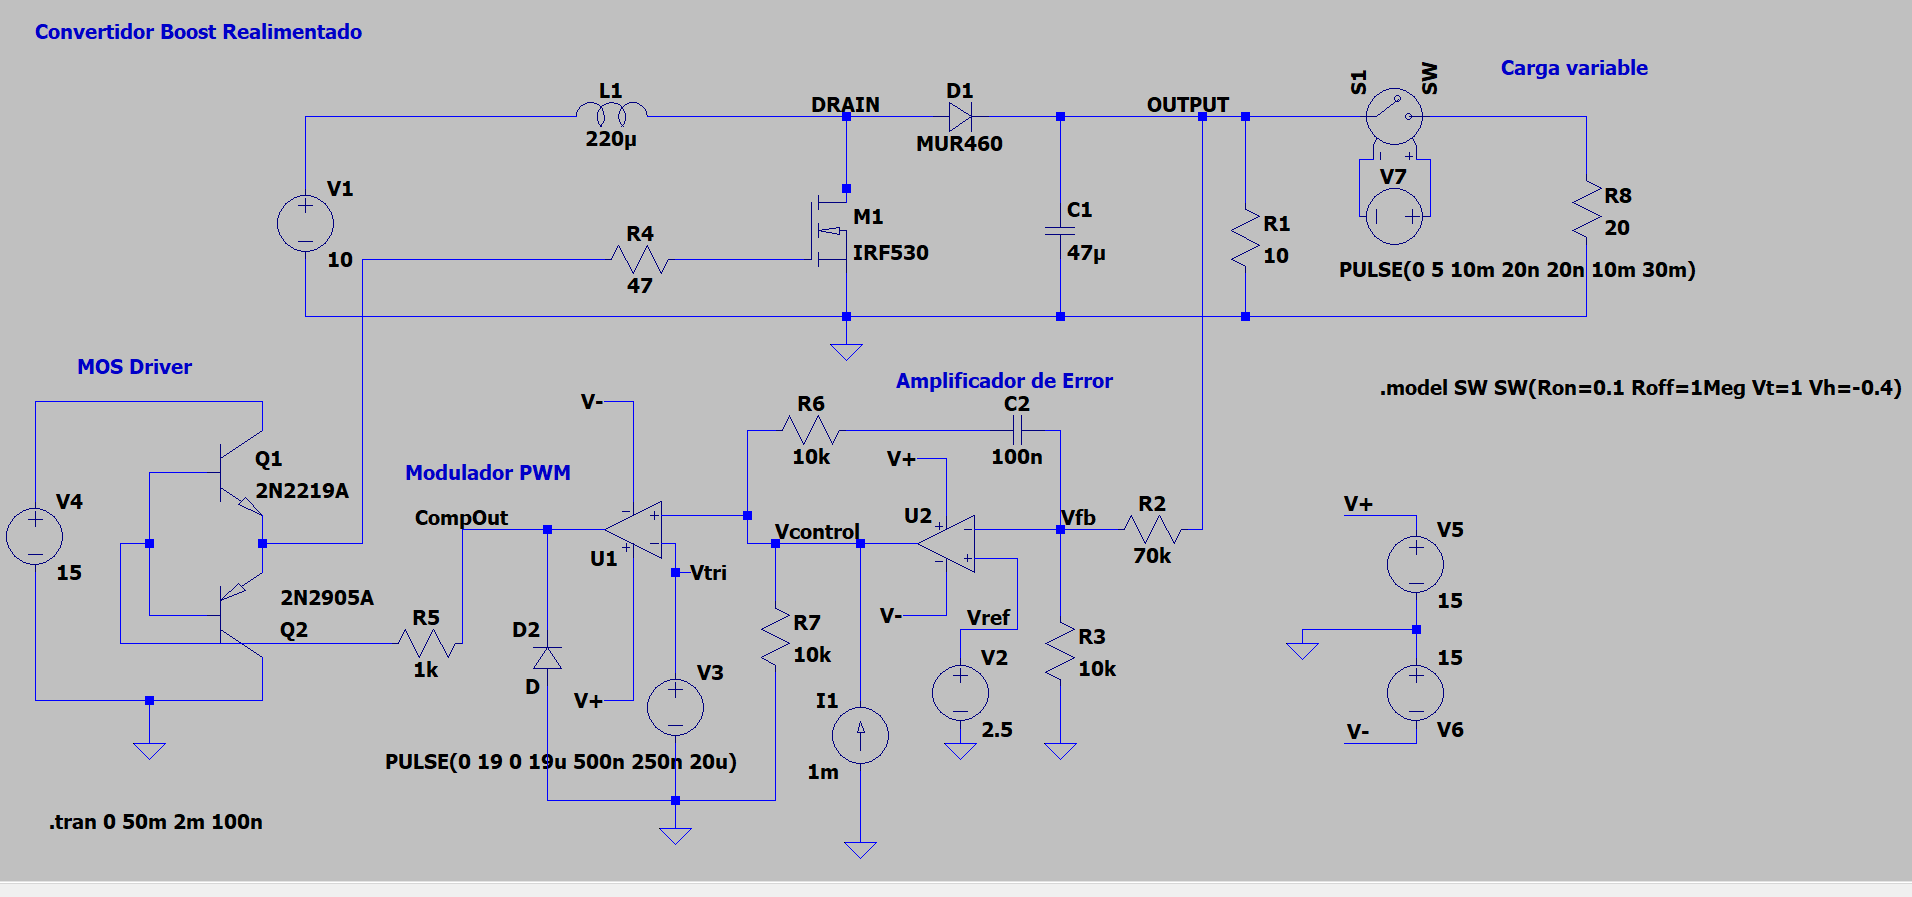 Convertidor Boost Realimentado
Carga variable
L1
220µ
DRAIN
D1
MUR460
OUTPUT
S1
SW
V7
PULSE(0 5 10m 20n 20n 10m 30m)
V1
10
R4
47
M1
IRF530
C1
47µ
R1
10
R8
20
MOS Driver
Amplificador de Error
.model SW SW(Ron=0.1 Roff=1Meg Vt=1 Vh=-0.4)
V-
R6
10k
C2
100n
V+
Modulador PWM
Q1
2N2219A
V4
15
CompOut
U1
Vcontrol
U2
Vfb
R2
70k
V+
V5
15
Vtri
2N2905A
Q2
R5
1k
D2
D
V+
V3
PULSE(0 19 0 19u 500n 250n 20u)
R7
10k
V-
Vref
V2
2.5
R3
10k
I1
1m
15
V6
V-
.tran 0 50m 2m 100n